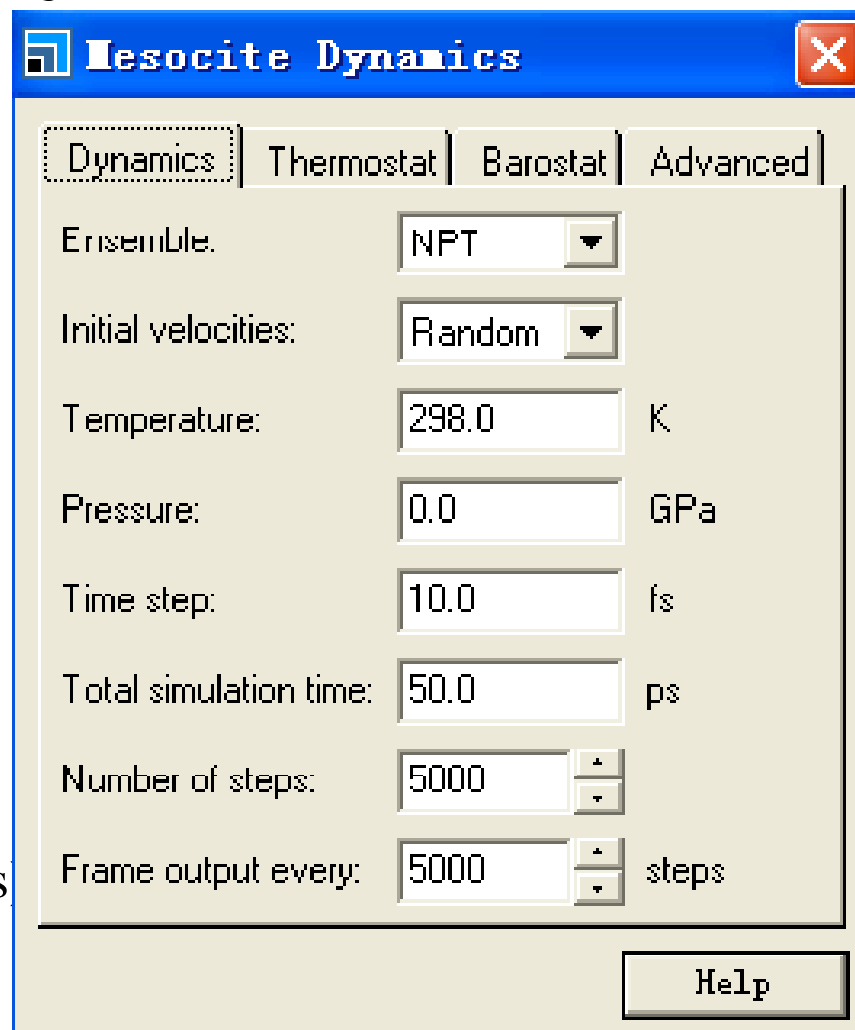 Mesocite Dynamics
Dynamics Thermostat Barostat Advanced
Ensemble: NPT
Initial velocities: Random
Temperature: 298.0 K
Pressure: 0.0 GPa
Time step: 10.0 fs
Total simulation time: 50.0 ps
Number of steps: 5000
Frame output every: 5000 steps
Help